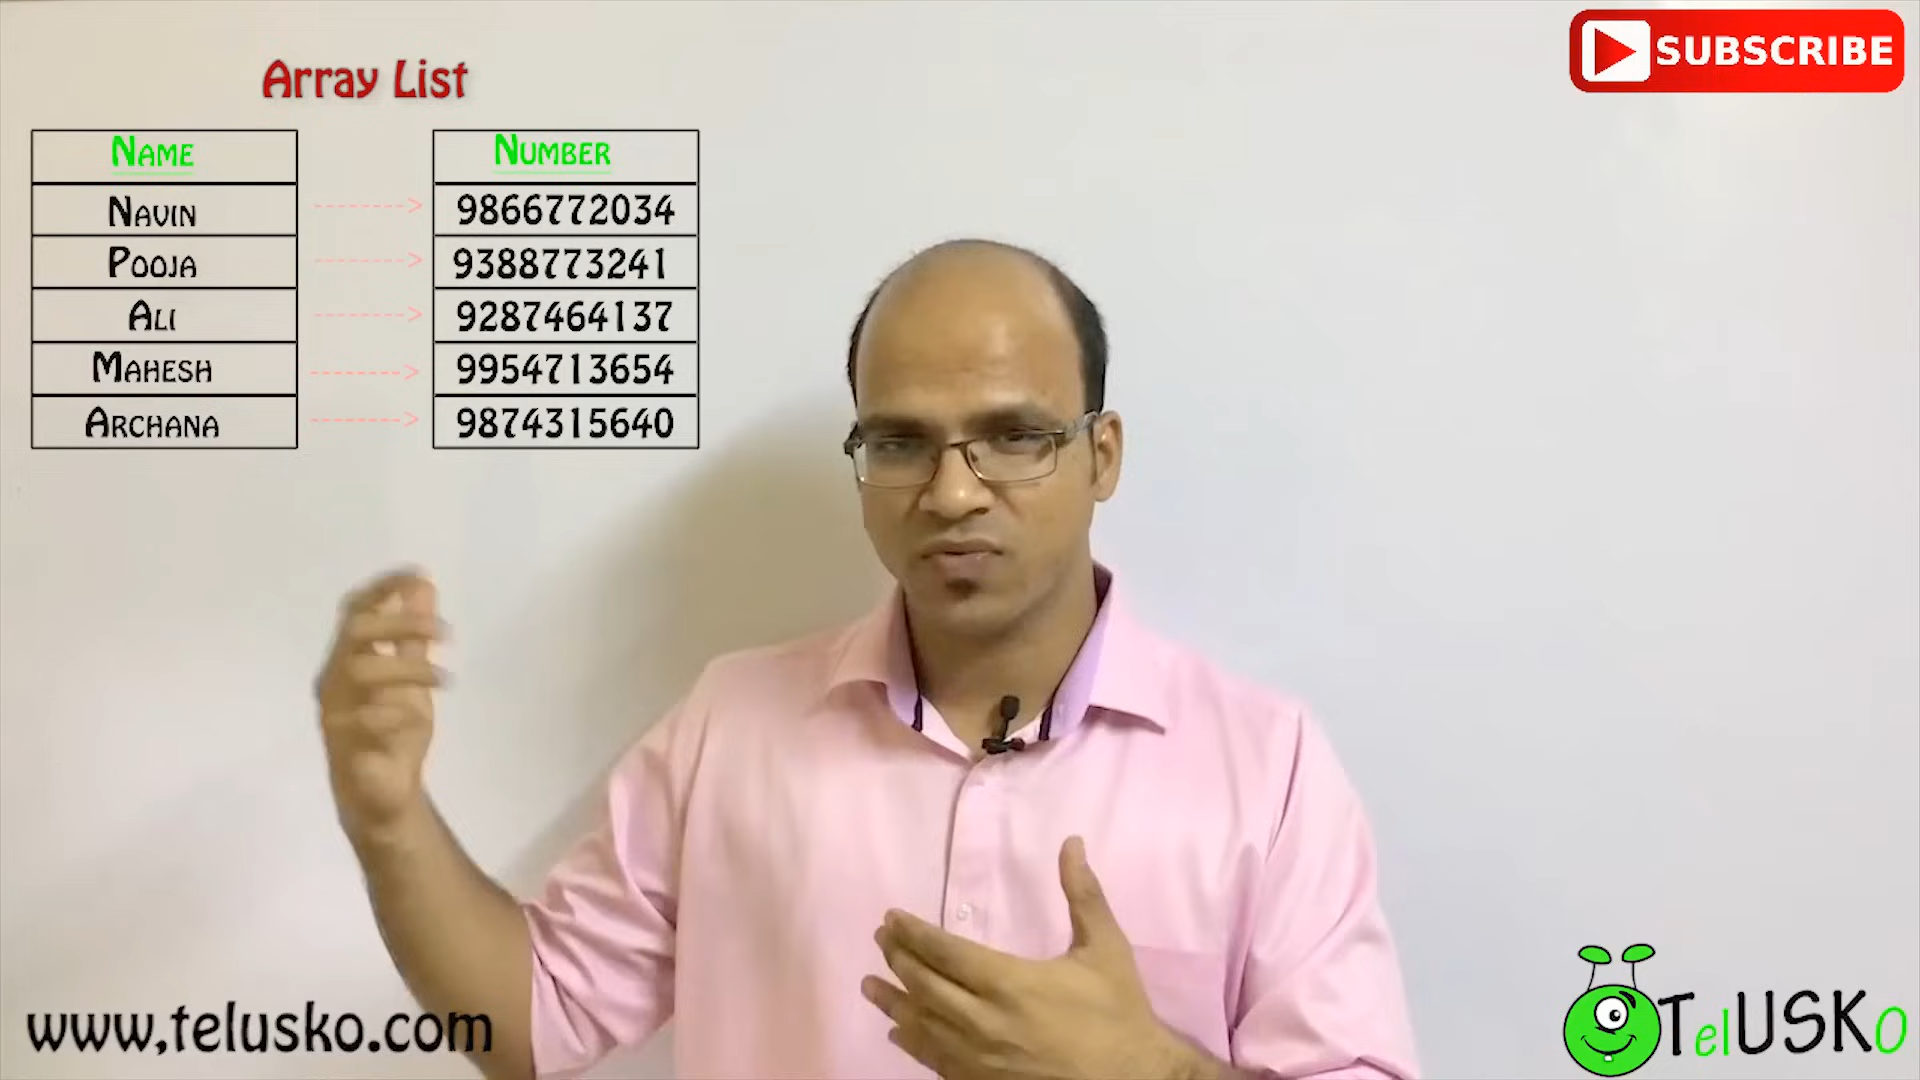 SUBSCRIBE
Array List
Name Number
Navin 9866772034
Pooja 9388773241
Ali 9287464137
Mahesh 9954713654
Archana 9874315640
www.telusko.com
TelUSKo